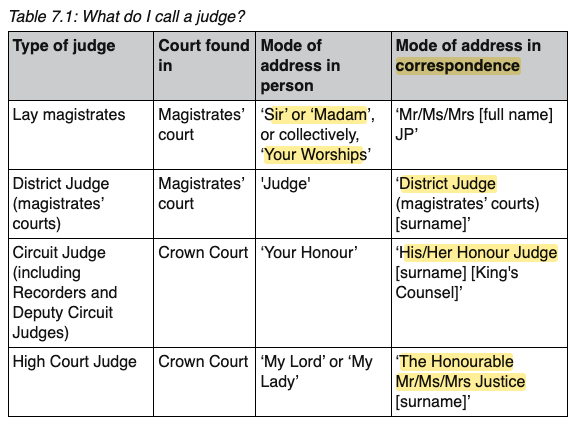 Table 7.1: What do I call a judge?
Type of judge
Court found
in
Mode of
address in
person
Mode of address in
correspondence
Lay magistrates
Magistrates’
court
‘Sir’ or ‘Madam’,
or collectively,
‘Your Worships’
‘Mr/Ms/Mrs [full name]
JP’
District Judge
(magistrates’
courts)
Magistrates’
court
'Judge'
‘District Judge
(magistrates’ courts)
[surname]’
Circuit Judge
(including
Recorders and
Deputy Circuit
Judges)
Crown Court
‘Your Honour’
‘His/Her Honour Judge
[surname] [King's
Counsel]’
High Court Judge
Crown Court
‘My Lord’ or ‘My
Lady’
‘The Honourable
Mr/Ms/Mrs Justice
[surname]’